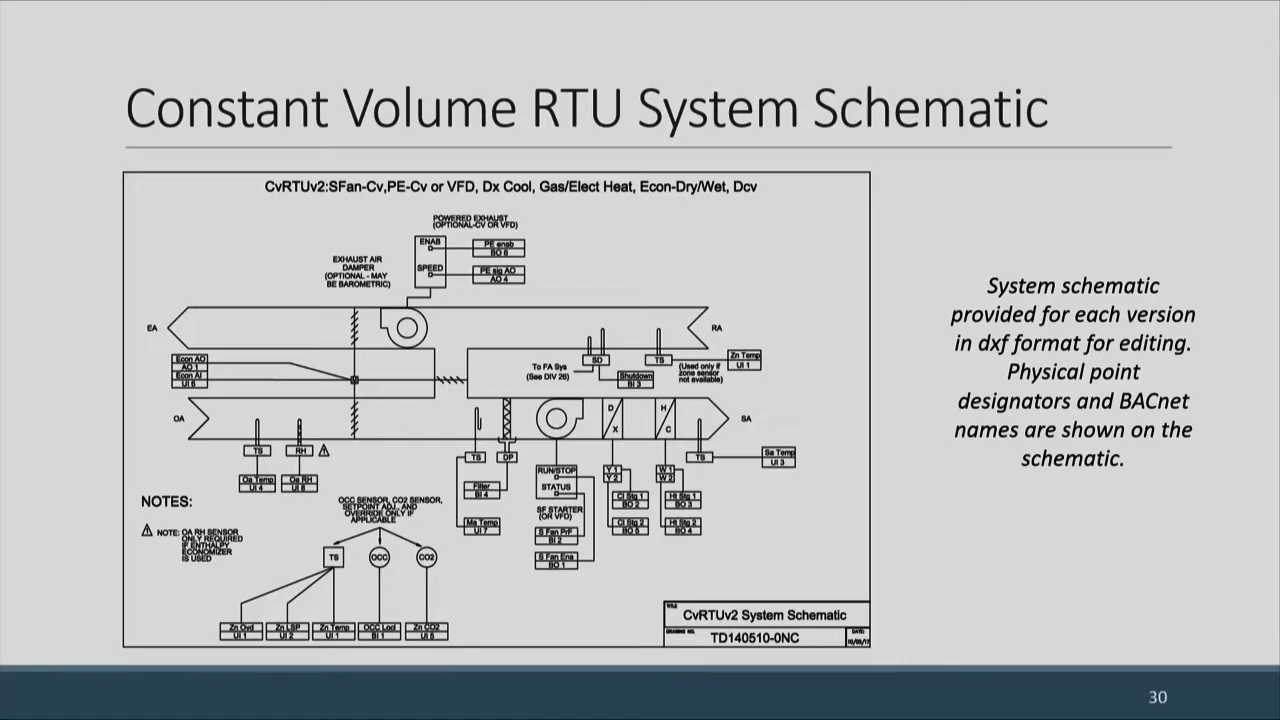 Constant Volume RTU System Schematic
CvRTUv2:SFan-Cv,PE-Cv or VFD, Dx Cool, Gas/Elect Heat, Econ-Dry/Wet, Dcv
POWERED EXHAUST
(OPTIONAL-CV OR VFD)
ENAB
PE enab
BO 6
SPEED
PE sig AO
AO 4
EXHAUST AIR
DAMPER
(OPTIONAL - MAY
BE BAROMETRIC)
EA
RA
Econ AO
AO 1
Econ AI
UI 6
To FA Sys
(See DIV 26)
SD
Shutdown
BI 3
TS
(Used only if
zone sensor
not available)
Zn Temp
UI 1
OA
D
X
H
C
SA
TS
RH
Oa Temp
UI 4
Oa RH
UI 8
TS
DP
Filter
BI 4
Ma Temp
UI 7
RUN/STOP
STATUS
SF STARTER
(OR VFD)
S Fan PrF
BI 2
S Fan Ena
BO 1
Y 1
Y 2
Cl Stg 1
BO 2
Cl Stg 2
BO 5
W 1
W 2
Ht Stg 1
BO 3
Ht Stg 2
BO 4
TS
Sa Temp
UI 3
NOTES:
NOTE: OA RH SENSOR
ONLY REQUIRED
IF ENTHALPY
ECONOMIZER
IS USED
OCC SENSOR, CO2 SENSOR,
SETPOINT ADJ., AND
OVERRIDE ONLY IF
APPLICABLE
TS
OCC
CO2
Zn Ovd
UI 1
Zn LSP
UI 2
Zn Temp
UI 1
OCC Locl
BI 1
Zn CO2
UI 5
TITLE
CvRTUv2 System Schematic
DRAWING NO.
TD140510-0NC
DATE:
System schematic
provided for each version
in dxf format for editing.
Physical point
designators and BACnet
names are shown on the
schematic.
30